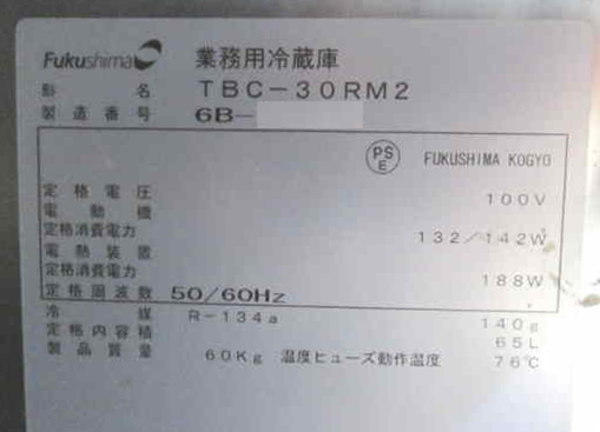 Fukushima 業務用冷蔵庫
形名 TBC-30RM2
製造番号 6B-
PSE FUKUSHIMA KOGYO
定格電圧 100V
電動機
定格消費電力 132/142W
電熱装置
定格消費電力 188W
定格周波数 50/60Hz
冷媒 R-134a 140g
定格内容積 65L
製品質量 60Kg 温度ヒューズ動作温度 76℃